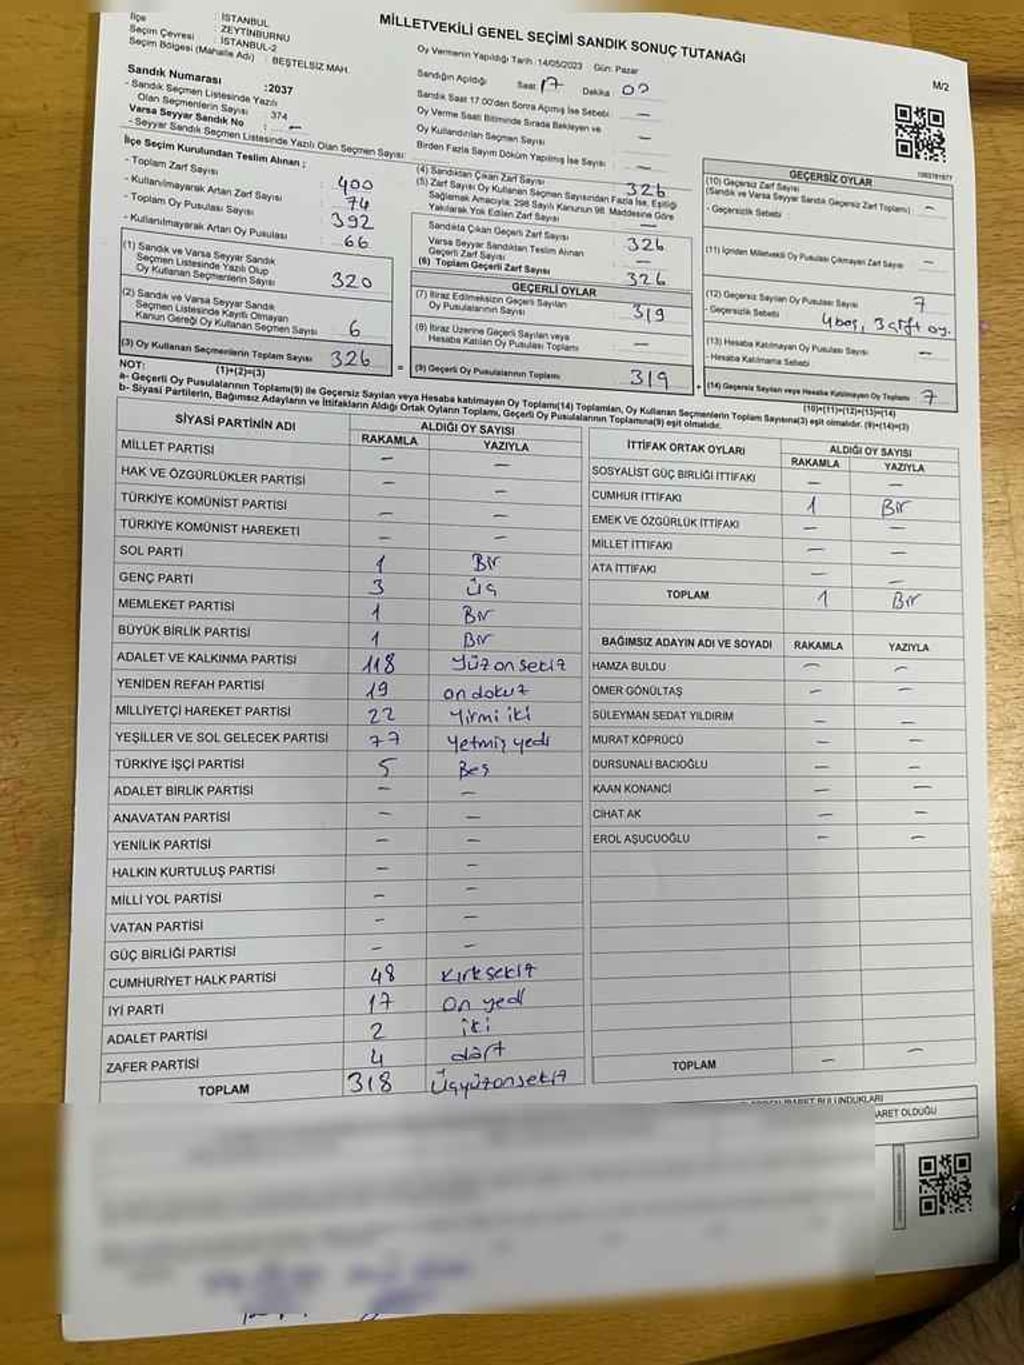 MİLLETVEKİLİ GENEL SEÇİMİ SANDIK SONUÇ TUTANAĞI
M/2
İlçe : İSTANBUL
Seçim Çevresi : ZEYTİNBURNU
Seçim Bölgesi (Mahalle Adı) : İSTANBUL-2
BEŞTELSİZ MAH.
Sandık Numarası :2037
- Sandık Seçmen Listesinde Yazılı
Olan Seçmenlerin Sayısı 374
Varsa Seyyar Sandık No : -
- Seyyar Sandık Seçmen Listesinde Yazılı Olan Seçmen Sayısı:
İlçe Seçim Kurulundan Teslim Alınan ;
- Toplam Zarf Sayısı : 400
- Kullanılmayarak Artan Zarf Sayısı : 74
- Toplam Oy Pusulası Sayısı : 392
- Kullanılmayarak Artan Oy Pusulası : 66
(1) Sandık ve Varsa Seyyar Sandık
Seçmen Listesinde Yazılı Olup
Oy Kullanan Seçmenlerin Sayısı 320
(2) Sandık ve Varsa Seyyar Sandık
Seçmen Listesinde Kayıtlı Olmayan
Kanun Gereği Oy Kullanan Seçmen Sayısı 6
(3) Oy Kullanan Seçmenlerin Toplam Sayısı 326
(1)+(2)=(3)
Oy Vermenin Yapıldığı Tarih :14/05/2023 Gün: Pazar
Sandığın Açıldığı Saat 17 Dakika 00
Sandık Saat 17.00'den Sonra Açılmış İse Sebebi -
Oy Verme Saati Bitiminde Sırada Bekleyen ve
Oy Kullandırılan Seçmen Sayısı -
Birden Fazla Sayım Döküm Yapılmış İse Sayısı : -
(4) Sandıktan Çıkan Zarf Sayısı 326
(5) Zarf Sayısı Oy Kullanan Seçmen Sayısından Fazla İse, Eşitliği
Sağlamak Amacıyla; 298 Sayılı Kanunun 98. Maddesine Göre
Yakılarak Yok Edilen Zarf Sayısı -
Sandıkta Çıkan Geçerli Zarf Sayısı 326
Varsa Seyyar Sandıktan Teslim Alınan
Geçerli Zarf Sayısı -
(6) Toplam Geçerli Zarf Sayısı 326
GEÇERLİ OYLAR
(7) İtiraz Edilmeksizin Geçerli Sayılan
Oy Pusulalarının Sayısı 319
(8) İtiraz Üzerine Geçerli Sayılan veya
Hesaba Katılan Oy Pusulası Toplamı -
= (9) Geçerli Oy Pusulalarının Toplamı 319
GEÇERSİZ OYLAR
(10) Geçersiz Zarf Sayısı
(Sandık ve Varsa Seyyar Sandık Geçersiz Zarf Toplamı) : -
- Geçersizlik Sebebi :
(11) İçinden Milletvekili Oy Pusulası Çıkmayan Zarf Sayısı -
(12) Geçersiz Sayılan Oy Pusulası Sayısı 7
- Geçersizlik Sebebi 4 boş, 3 çift oy.
(13) Hesaba Katılmayan Oy Pusulası Sayısı -
- Hesaba Katılmama Sebebi
+ (14) Geçersiz Sayılan veya Hesaba Katılmayan Oy Toplamı 7
(10)+(11)+(12)+(13)=(14)
NOT:
a- Geçerli Oy Pusulalarının Toplamı(9) ile Geçersiz Sayılan veya Hesaba katılmayan Oy Toplamı(14) Toplamları, Oy Kullanan Seçmenlerin Toplam Sayısına(3) eşit olmalıdır. (9)+(14)=(3)
b- Siyasi Partilerin, Bağımsız Adayların ve İttifakların Aldığı Ortak Oyların Toplamı, Geçerli Oy Pusulalarının Toplamına(9) eşit olmalıdır.
SİYASİ PARTİNİN ADI ALDIĞI OY SAYISI
RAKAMLA YAZIYLA
MİLLET PARTİSİ - -
HAK VE ÖZGÜRLÜKLER PARTİSİ - -
TÜRKİYE KOMÜNİST PARTİSİ - -
TÜRKİYE KOMÜNİST HAREKETİ - -
SOL PARTİ 1 Bir
GENÇ PARTİ 3 Üç
MEMLEKET PARTİSİ 1 Bir
BÜYÜK BİRLİK PARTİSİ 1 Bir
ADALET VE KALKINMA PARTİSİ 118 Yüzonsekiz
YENİDEN REFAH PARTİSİ 19 on dokuz
MİLLİYETÇİ HAREKET PARTİSİ 22 Yirmi iki
YEŞİLLER VE SOL GELECEK PARTİSİ 77 Yetmiş yedi
TÜRKİYE İŞÇİ PARTİSİ 5 Beş
ADALET BİRLİK PARTİSİ - -
ANAVATAN PARTİSİ - -
YENİLİK PARTİSİ - -
HALKIN KURTULUŞ PARTİSİ - -
MİLLİ YOL PARTİSİ - -
VATAN PARTİSİ - -
GÜÇ BİRLİĞİ PARTİSİ - -
CUMHURİYET HALK PARTİSİ 48 Kırksekiz
İYİ PARTİ 17 On yedi
ADALET PARTİSİ 2 iki
ZAFER PARTİSİ 4 dört
TOPLAM 318 Üçyüzonsekiz
İTTİFAK ORTAK OYLARI ALDIĞI OY SAYISI
RAKAMLA YAZIYLA
SOSYALİST GÜÇ BİRLİĞİ İTTİFAKI - -
CUMHUR İTTİFAKI 1 Bir
EMEK VE ÖZGÜRLÜK İTTİFAKI - -
MİLLET İTTİFAKI - -
ATA İTTİFAKI - -
TOPLAM 1 Bir
BAĞIMSIZ ADAYIN ADI VE SOYADI RAKAMLA YAZIYLA
HAMZA BULDU - -
ÖMER GÖNÜLTAŞ - -
SÜLEYMAN SEDAT YILDIRIM - -
MURAT KÖPRÜCÜ - -
DURSUNALİ BACIOĞLU - -
KAAN KONANCİ - -
CİHAT AK - -
EROL AŞUCUOĞLU - -
TOPLAM - -
BULUNDUKLARI
ARET OLDUĞU